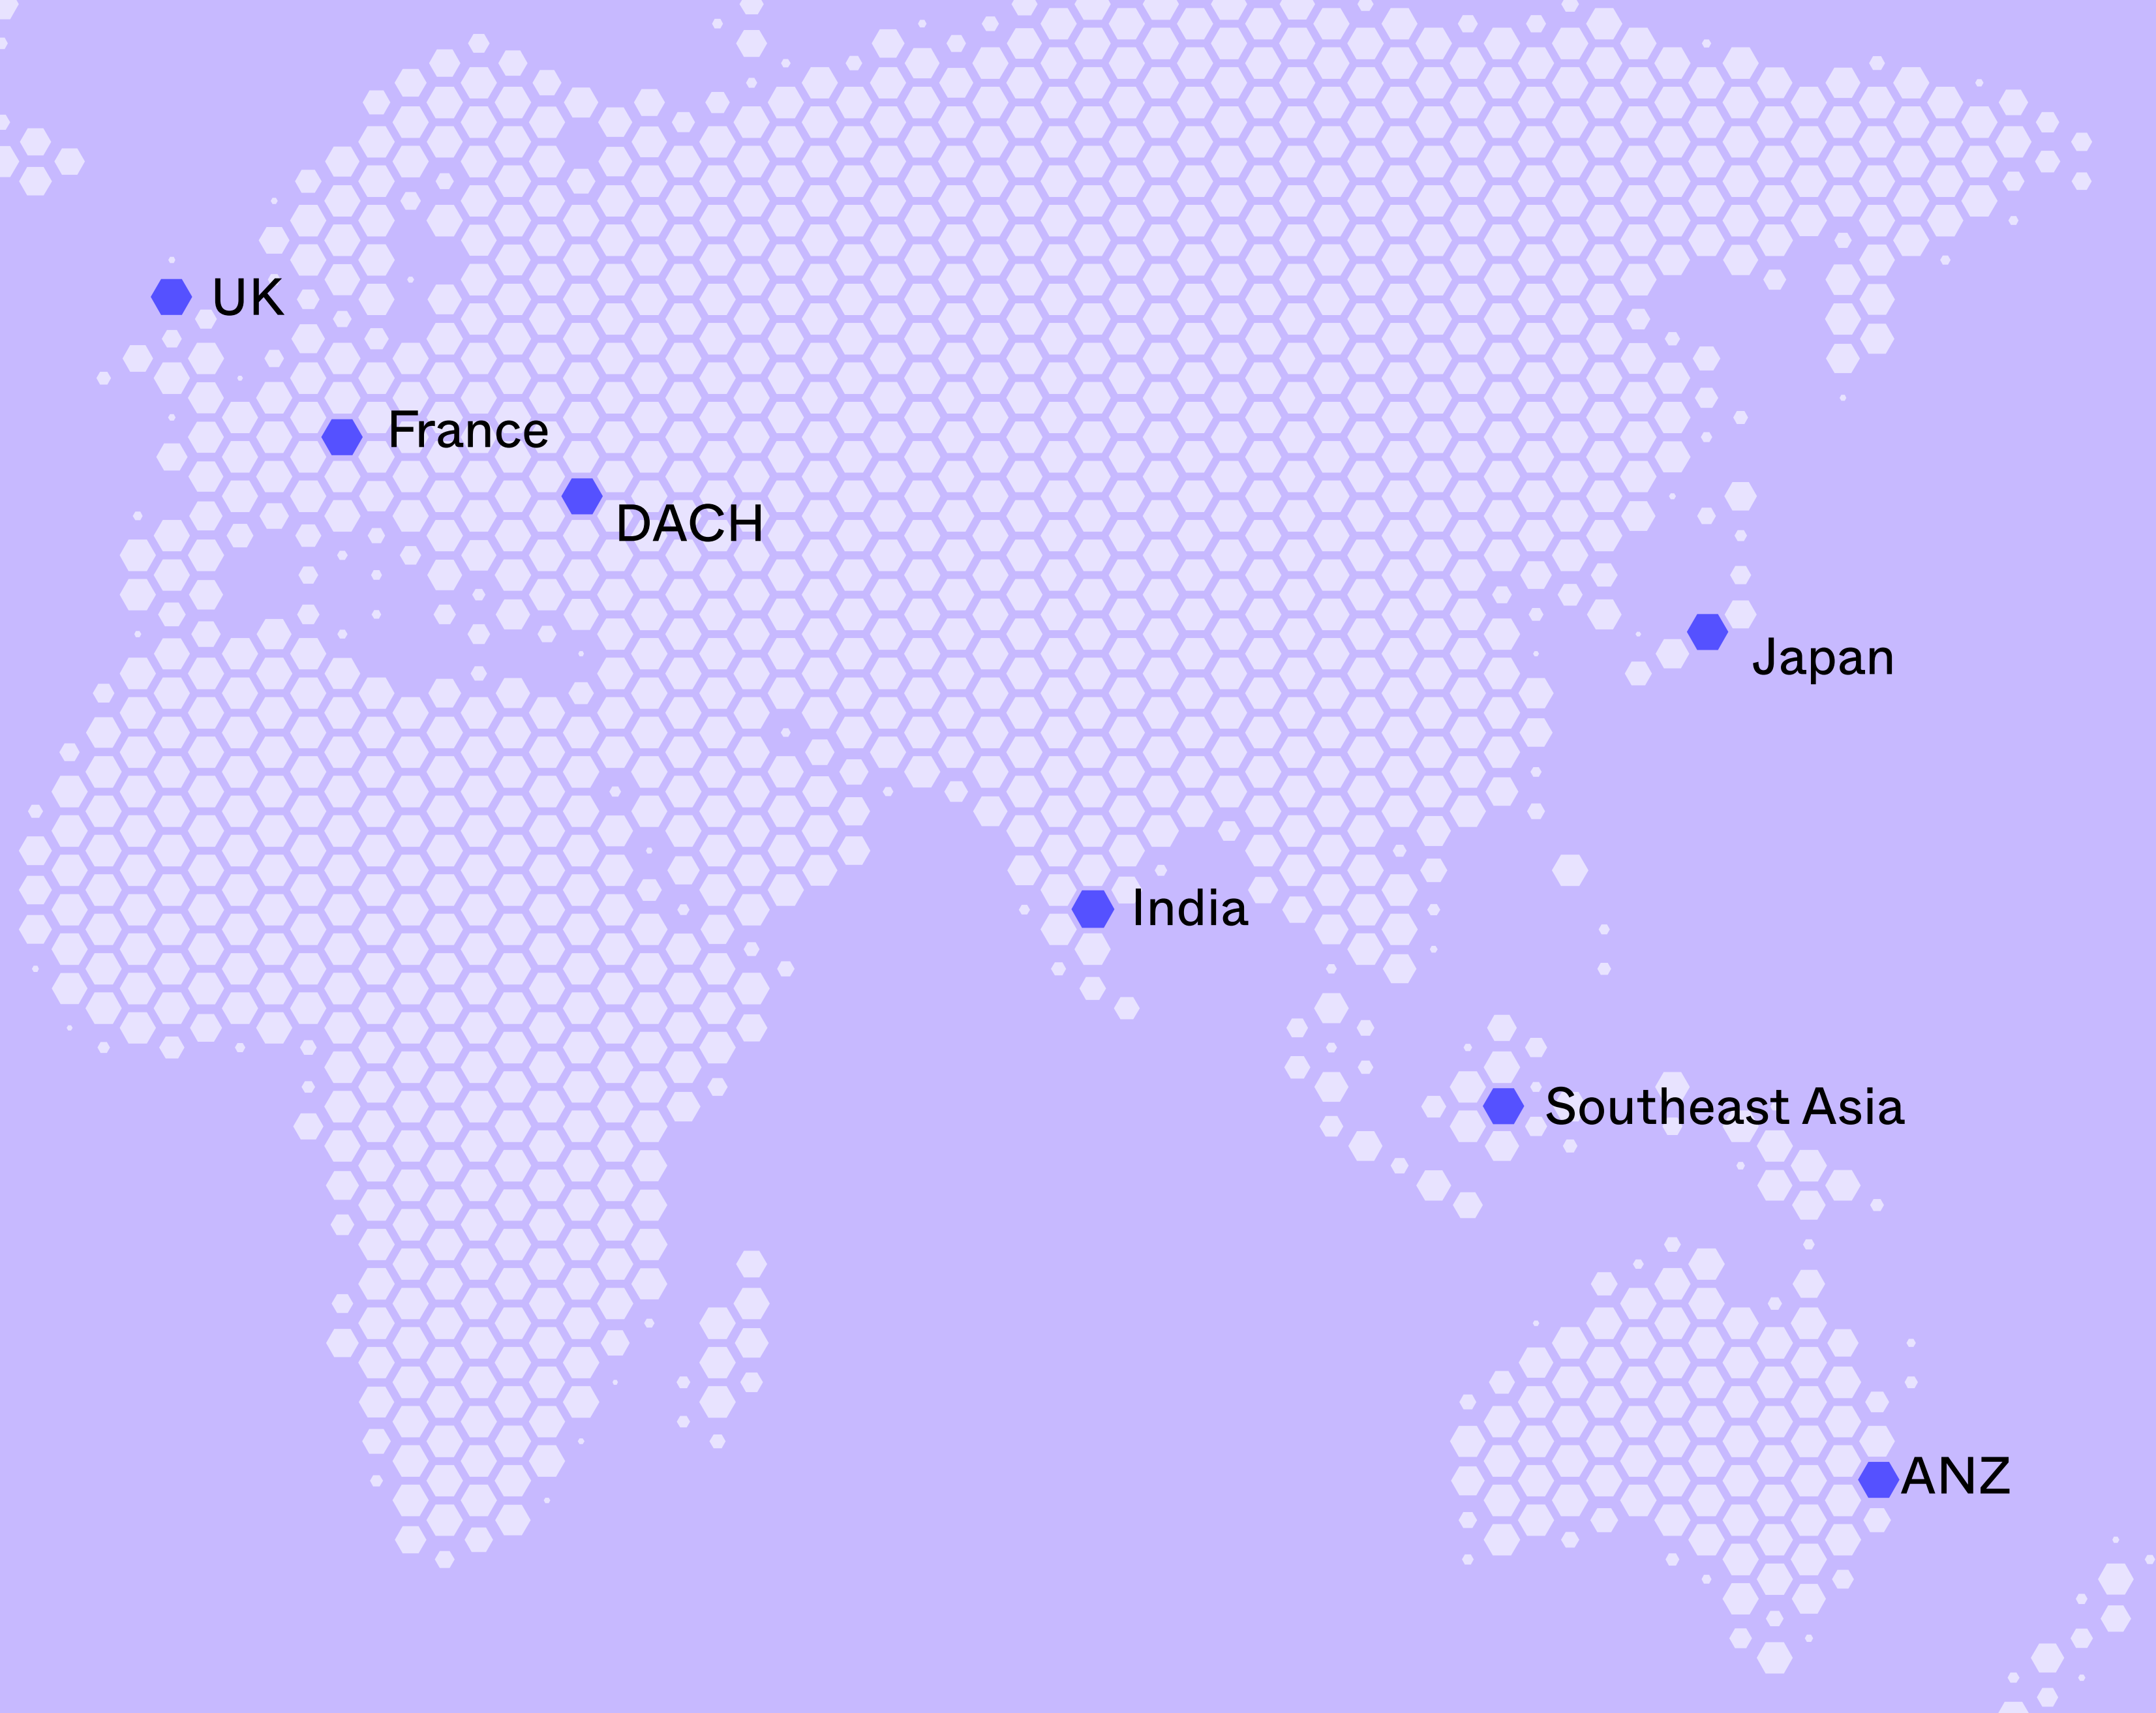 UK
France
DACH
Japan
India
Southeast Asia
ANZ